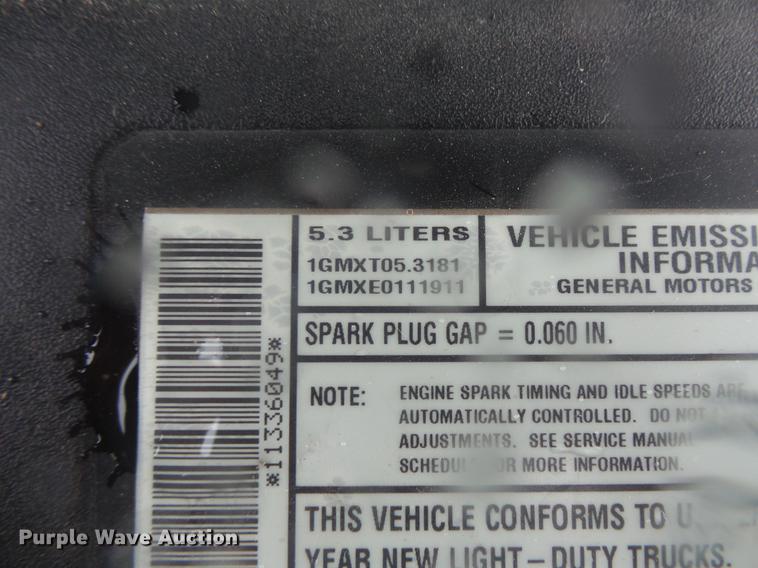 5.3 LITERS
1GMXT05.3181
1GMXE0111911
VEHICLE EMISSI
INFORMA
GENERAL MOTORS
SPARK PLUG GAP = 0.060 IN.
NOTE: ENGINE SPARK TIMING AND IDLE SPEEDS ARE
AUTOMATICALLY CONTROLLED. DO NOT
ADJUSTMENTS. SEE SERVICE MANUAL
OR MORE INFORMATION.
THIS VEHICLE CONFORMS TO U
YEAR NEW LIGHT-DUTY TRUCKS.
*11336049*
Purple Wave Auction